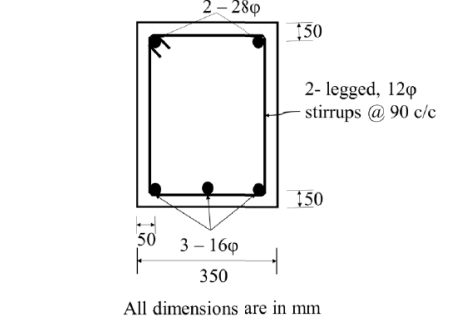 2 – 28φ
50
2- legged, 12φ
stirrups @ 90 c/c
50
50
3 – 16φ
350
All dimensions are in mm